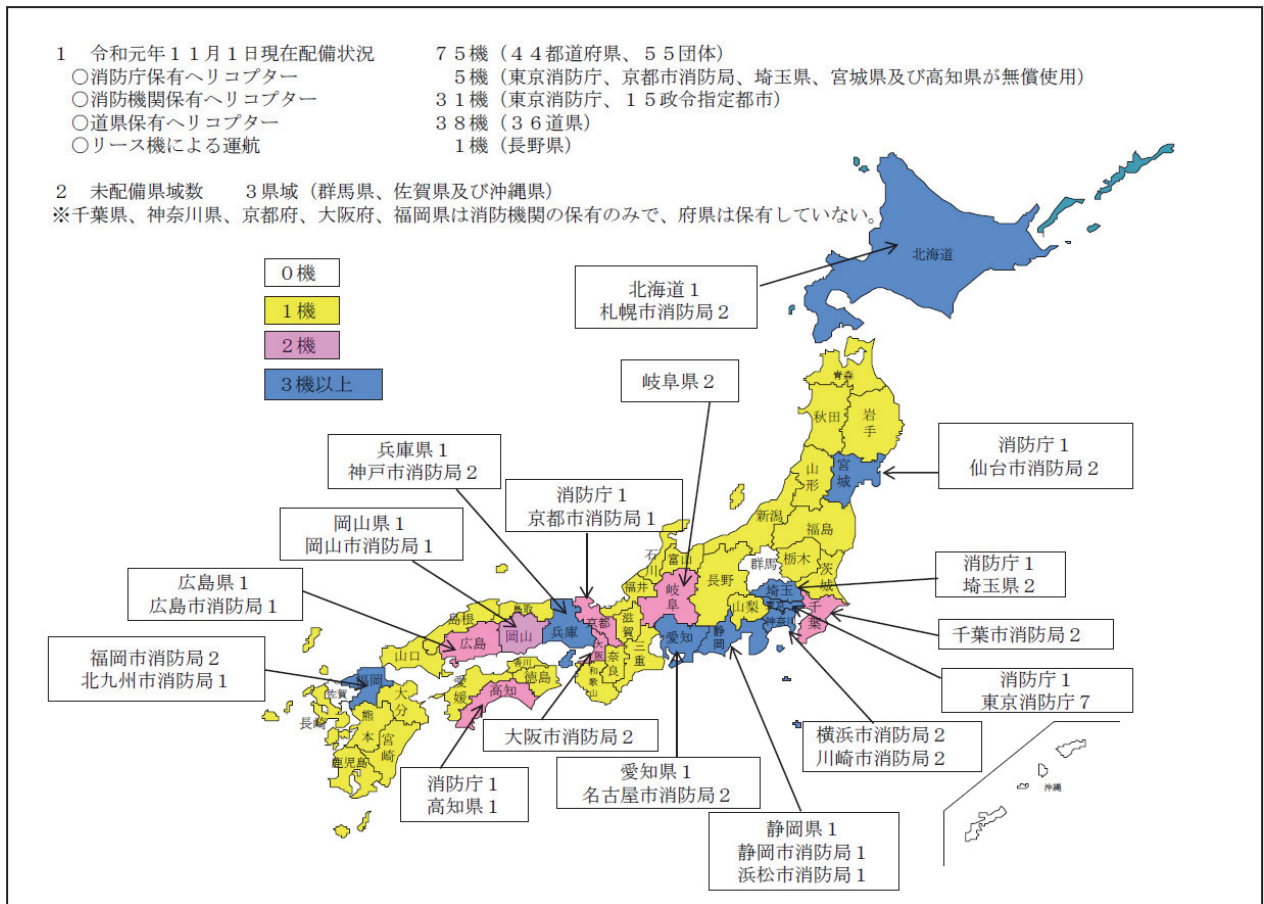 1　令和元年11月1日現在配備状況　75機（44都道府県、55団体）
○消防庁保有ヘリコプター　5機（東京消防庁、京都市消防局、埼玉県、宮城県及び高知県が無償使用）
○消防機関保有ヘリコプター　31機（東京消防庁、15政令指定都市）
○道県保有ヘリコプター　38機（36道県）
○リース機による運航　1機（長野県）
2　未配備県域数　3県域（群馬県、佐賀県及び沖縄県）
※千葉県、神奈川県、京都府、大阪府、福岡県は消防機関の保有のみで、府県は保有していない。
0機
1機
2機
3機以上
北海道
北海道1
札幌市消防局2
岐阜県2
青森
秋田
岩手
兵庫県1
神戸市消防局2
消防庁1
仙台市消防局2
宮城
山形
消防庁1
京都市消防局1
新潟
福島
岡山県1
岡山市消防局1
石川
富山
群馬
栃木
茨城
消防庁1
埼玉県2
広島県1
広島市消防局1
福井
岐阜
長野
埼玉
東京
山梨
千葉
神奈川
島根
鳥取
京都
滋賀
兵庫
岡山
広島
愛知
静岡
千葉市消防局2
山口
大阪
奈良
三重
和歌山
福岡市消防局2
北九州市消防局1
香川
徳島
愛媛
高知
福岡
佐賀
大分
長崎
熊本
宮崎
鹿児島
消防庁1
東京消防庁7
大阪市消防局2
横浜市消防局2
川崎市消防局2
愛知県1
名古屋市消防局2
消防庁1
高知県1
沖縄
静岡県1
静岡市消防局1
浜松市消防局1